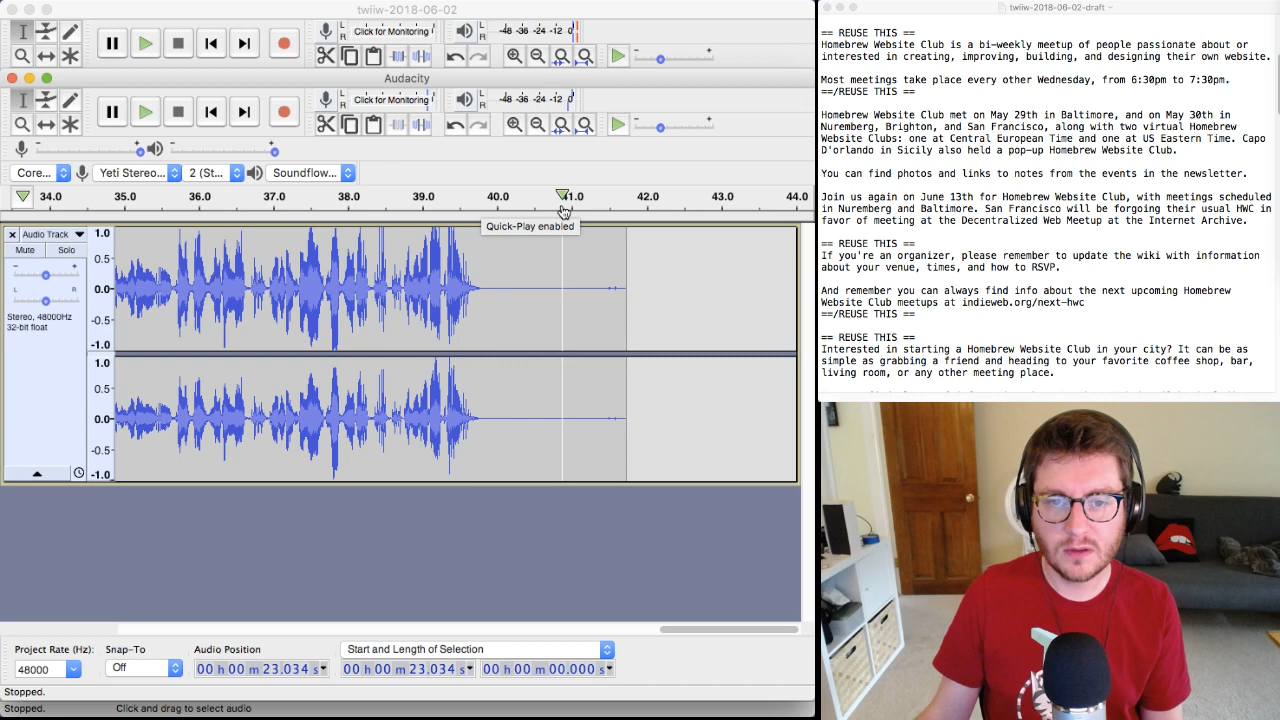 twiiw-2018-06-02
L
R
Click for Monitoring
L
R
-48 -36 -24 -12 0
Audacity
L
R
Click for Monitoring
L
R
-48 -36 -24 -12 0
Core...
Yeti Stereo...
2 (St...
Soundflow...
34.0 35.0 36.0 37.0 38.0 39.0 40.0 41.0 42.0 43.0 44.0
Quick-Play enabled
Audio Track
Mute Solo
L R
Stereo, 48000Hz
32-bit float
1.0
0.5
0.0
-0.5
-1.0
1.0
0.5
0.0
-0.5
-1.0
Project Rate (Hz): Snap-To Audio Position Start and Length of Selection
48000 Off 00 h 00 m 23.034 s 00 h 00 m 23.034 s 00 h 00 m 00.000 s
Stopped.
Stopped. Click and drag to select audio
twiiw-2018-06-02-draft
== REUSE THIS ==
Homebrew Website Club is a bi-weekly meetup of people passionate about or
interested in creating, improving, building, and designing their own website.
Most meetings take place every other Wednesday, from 6:30pm to 7:30pm.
==/REUSE THIS ==
Homebrew Website Club met on May 29th in Baltimore, and on May 30th in
Nuremberg, Brighton, and San Francisco, along with two virtual Homebrew
Website Clubs: one at Central European Time and one at US Eastern Time. Capo
D'orlando in Sicily also held a pop-up Homebrew Website Club.
You can find photos and links to notes from the events in the newsletter.
Join us again on June 13th for Homebrew Website Club, with meetings scheduled
in Nuremberg and Baltimore. San Francisco will be forgoing their usual HWC in
favor of meeting at the Decentralized Web Meetup at the Internet Archive.
== REUSE THIS ==
If you're an organizer, please remember to update the wiki with information
about your venue, times, and how to RSVP.
And remember you can always find info about the next upcoming Homebrew
Website Club meetups at indieweb.org/next-hwc
==/REUSE THIS ==
== REUSE THIS ==
Interested in starting a Homebrew Website Club in your city? It can be as
simple as grabbing a friend and heading to your favorite coffee shop, bar,
living room, or any other meeting place.